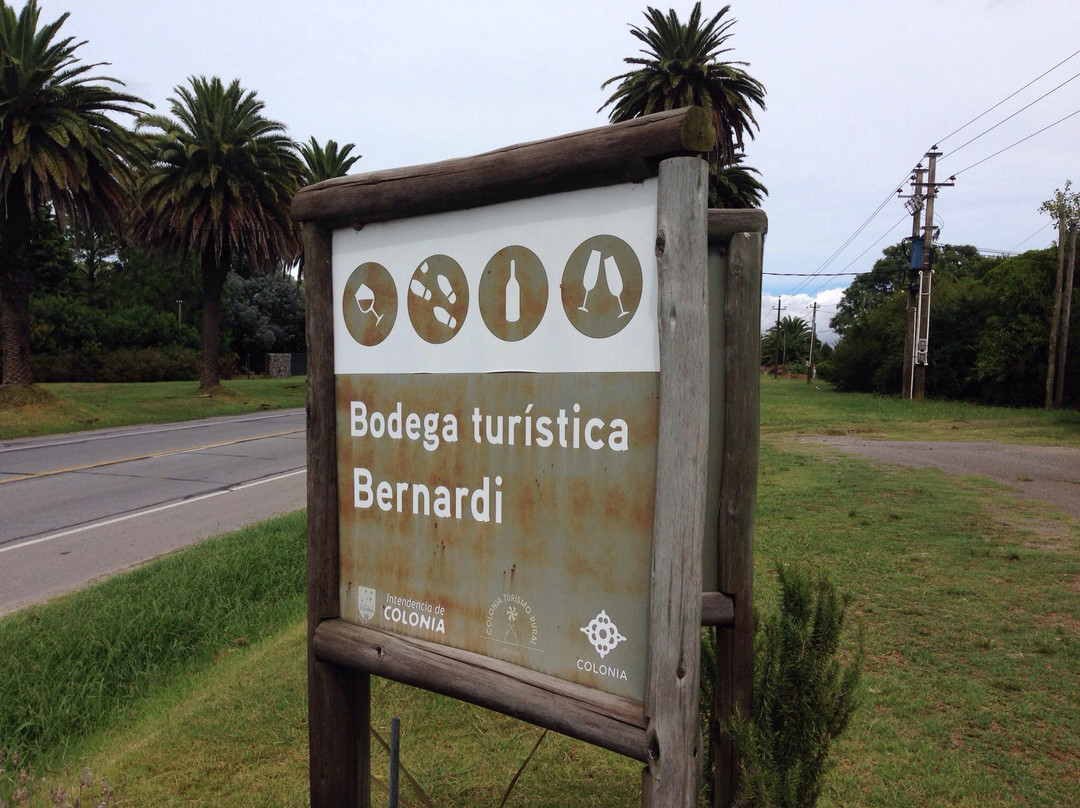 Bodega turística
Bernardi
Intendencia de
COLONIA
COLONIA TURISMO RURAL
COLONIA